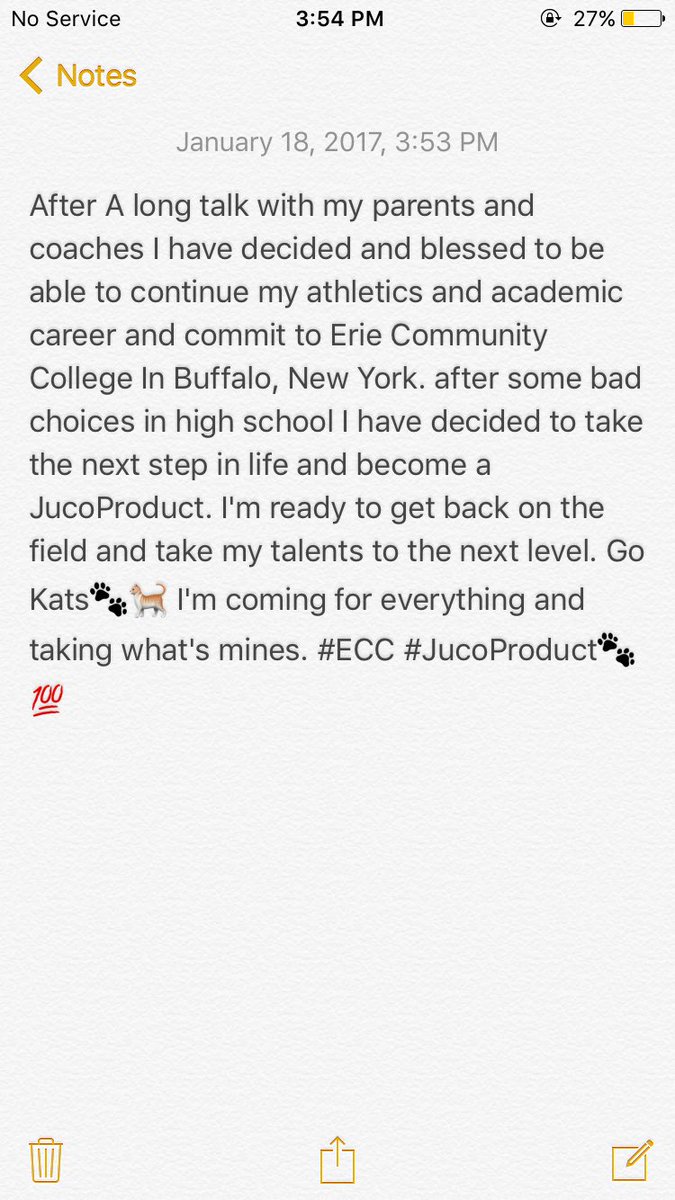 No Service 3:54 PM 27%
Notes
January 18, 2017, 3:53 PM
After A long talk with my parents and
coaches I have decided and blessed to be
able to continue my athletics and academic
career and commit to Erie Community
College In Buffalo, New York. after some bad
choices in high school I have decided to take
the next step in life and become a
JucoProduct. I'm ready to get back on the
field and take my talents to the next level. Go
Kats🐾🐈 I'm coming for everything and
taking what's mines. #ECC #JucoProduct🐾
💯